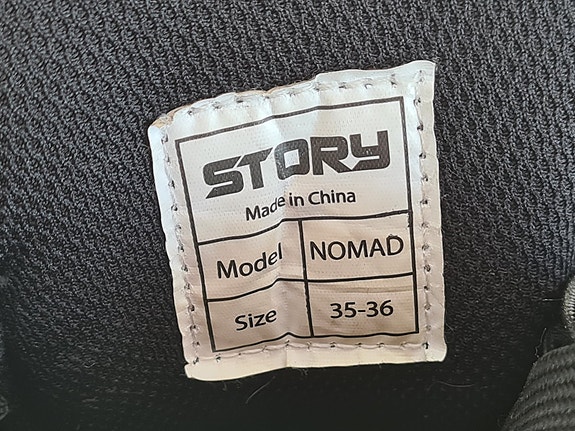 STORY
Made in China
Model NOMAD
Size 35-36